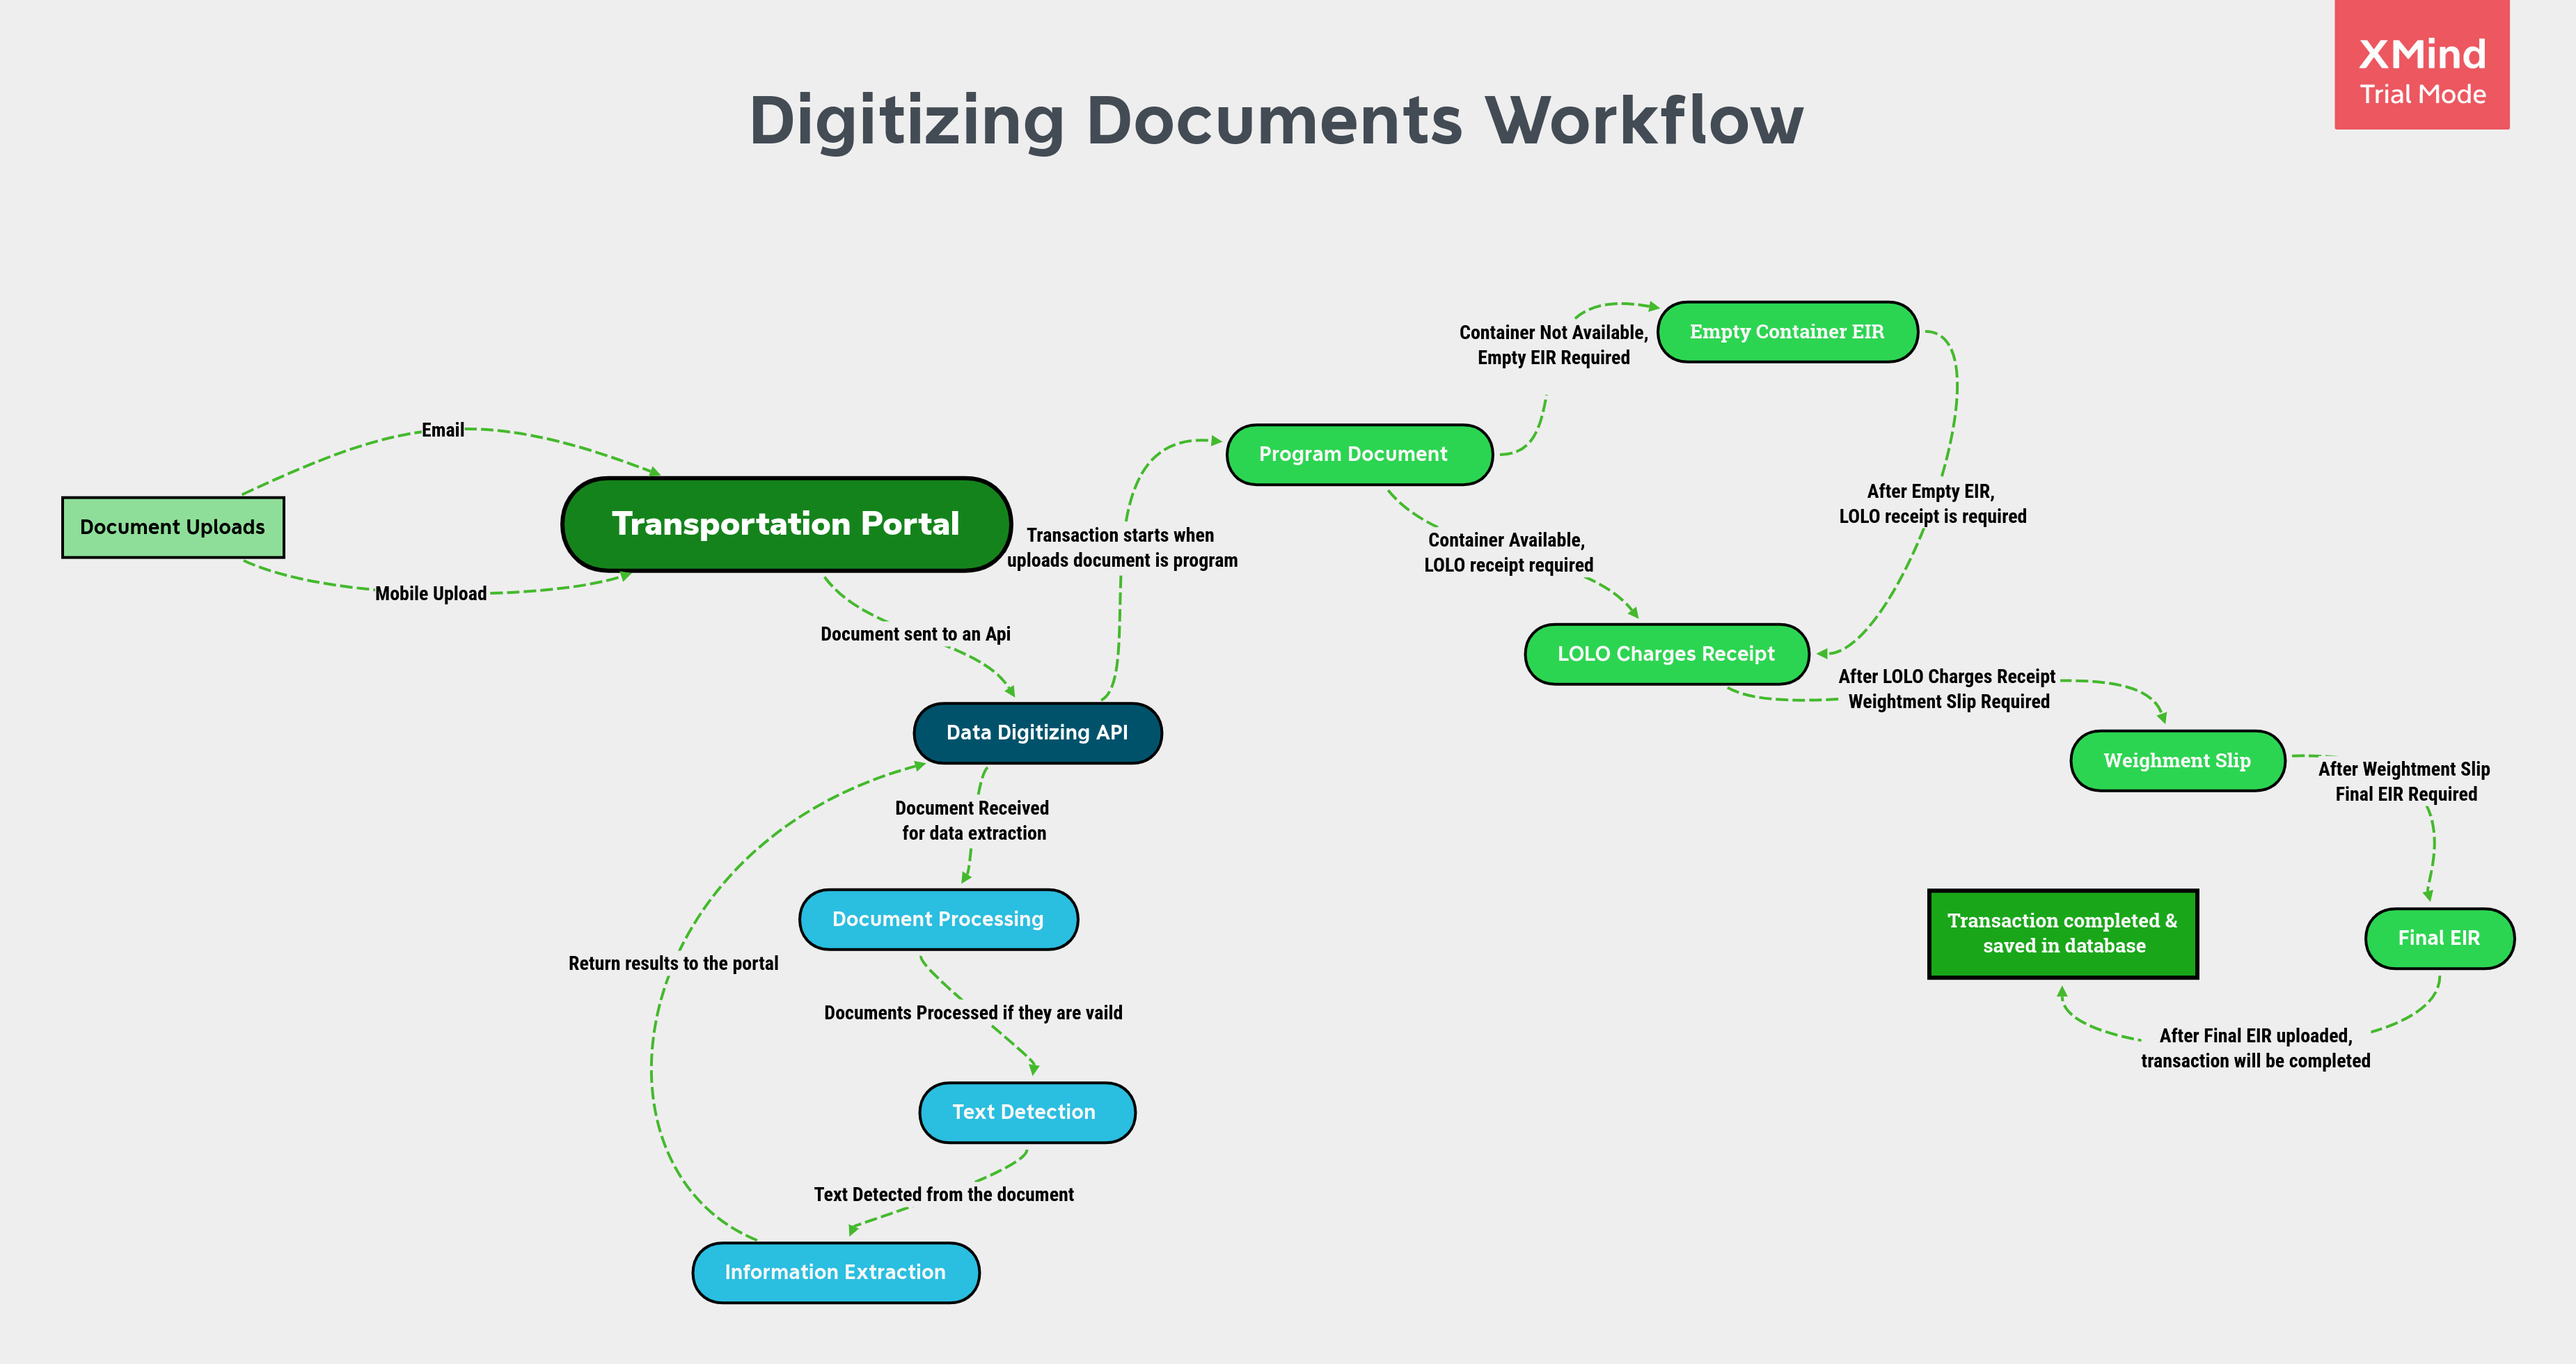 XMind
Trial Mode
Digitizing Documents Workflow
Document Uploads
Email
Mobile Upload
Transportation Portal
Document sent to an Api
Data Digitizing API
Document Received
for data extraction
Document Processing
Documents Processed if they are vaild
Text Detection
Text Detected from the document
Information Extraction
Return results to the portal
Transaction starts when
uploads document is program
Program Document
Container Not Available,
Empty EIR Required
Empty Container EIR
Container Available,
LOLO receipt required
After Empty EIR,
LOLO receipt is required
LOLO Charges Receipt
After LOLO Charges Receipt
Weightment Slip Required
Weighment Slip
After Weightment Slip
Final EIR Required
Final EIR
After Final EIR uploaded,
transaction will be completed
Transaction completed &
saved in database